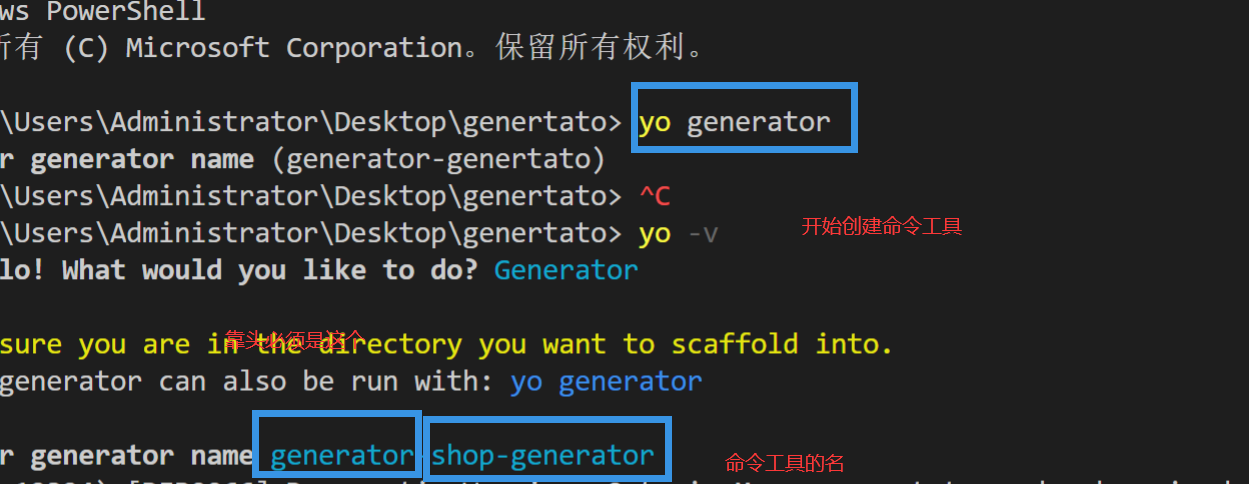 ws PowerShell
所有 (C) Microsoft Corporation。保留所有权利。
\Users\Administrator\Desktop\genertato> yo generator
r generator name (generator-genertato)
\Users\Administrator\Desktop\genertato> ^C
\Users\Administrator\Desktop\genertato> yo -v
开始创建命令工具
lo! What would you like to do? Generator
靠头必须是这个
sure you are in the directory you want to scaffold into.
generator can also be run with: yo generator
r generator name generator-shop-generator
命令工具的名